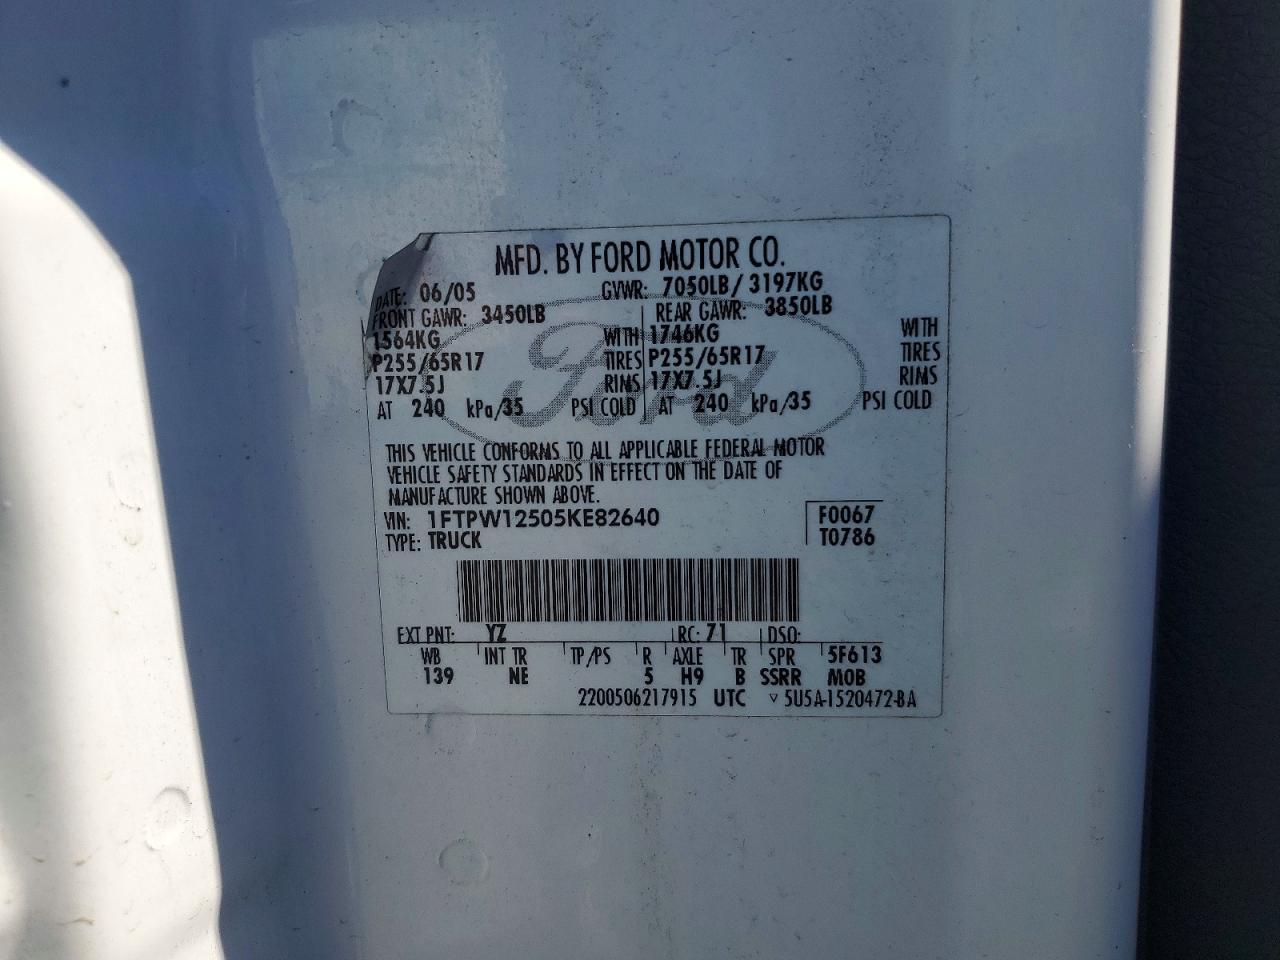 MFD. BY FORD MOTOR CO.
DATE: 06/05 GVWR: 7050LB/ 3197KG
FRONT GAWR: 3450LB REAR GAWR: 3850LB
1564KG WITH 1746KG WITH
P255/65R17 TIRES P255/65R17 TIRES
17X7.5J RIMS 17X7.5J RIMS
AT 240 kPa/35 PSI COLD AT 240 kPa/35 PSI COLD
Ford
THIS VEHICLE CONFORMS TO ALL APPLICABLE FEDERAL MOTOR
VEHICLE SAFETY STANDARDS IN EFFECT ON THE DATE OF
MANUFACTURE SHOWN ABOVE.
VIN: 1FTPW12505KE82640 F0067
TYPE: TRUCK T0786
EXT PNT: YZ RC: 71 DSO:
WB INT TR TP/PS R AXLE TR SPR 5F613
139 NE 5 H9 B SSRR MOB
2200506217915 UTC ▽ 5U5A-1520472-BA